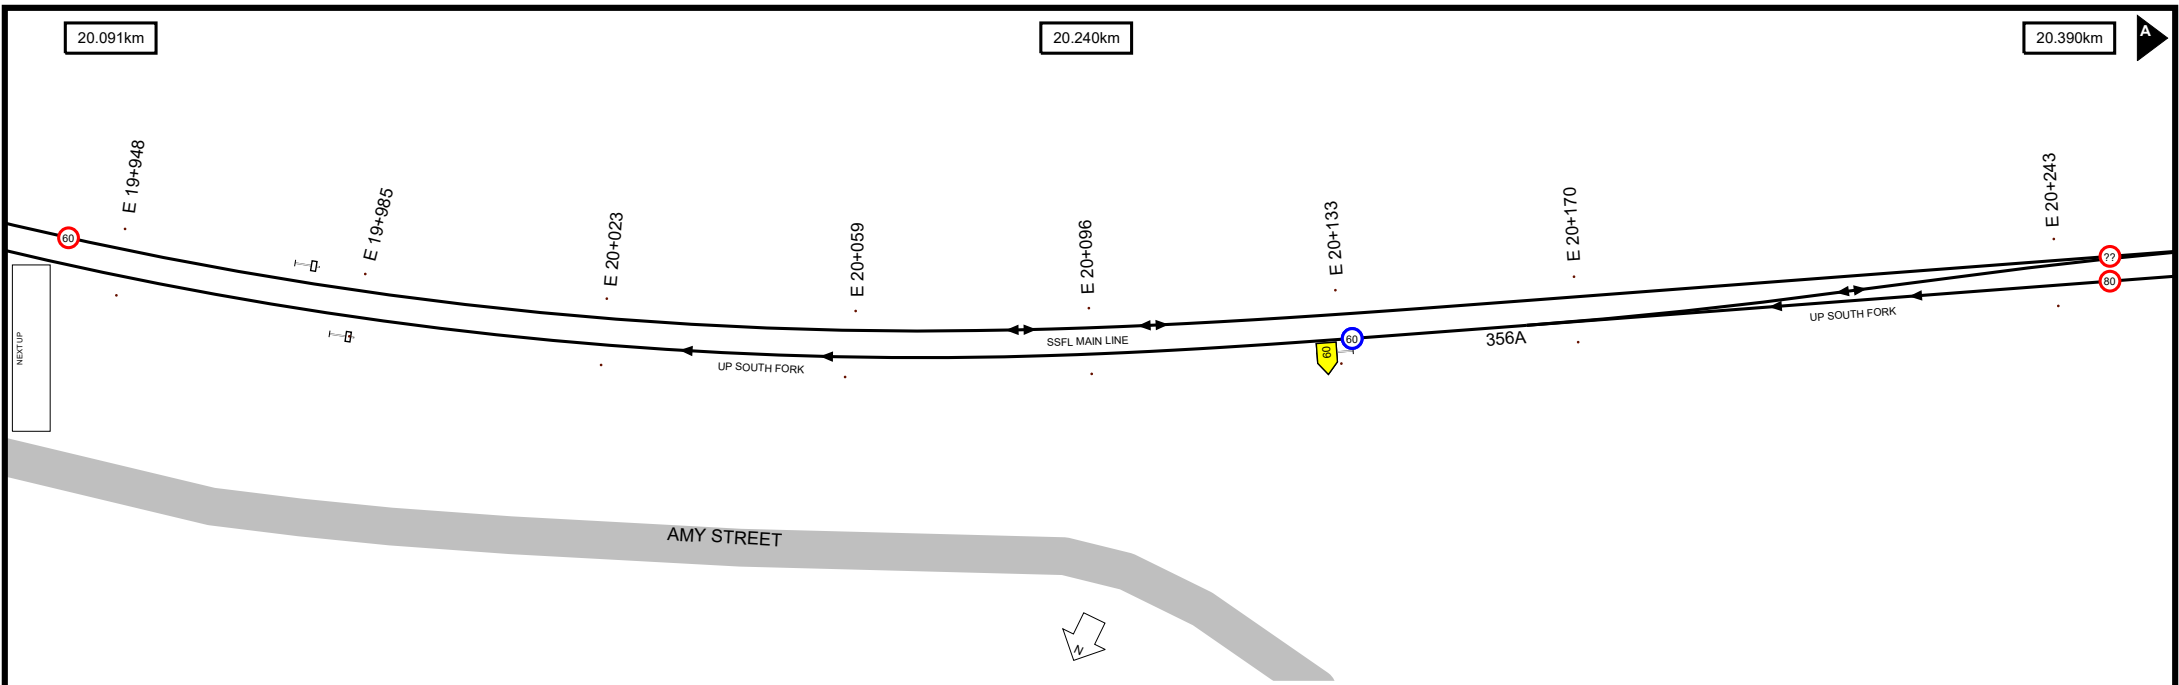 20.091km
20.240km
20.390km
A
E 19+948
E 19+985
E 20+023
E 20+059
E 20+096
E 20+133
E 20+170
E 20+243
60
??
80
60
60
SSFL MAIN LINE
UP SOUTH FORK
356A
UP SOUTH FORK
NEXT UP
AMY STREET
N